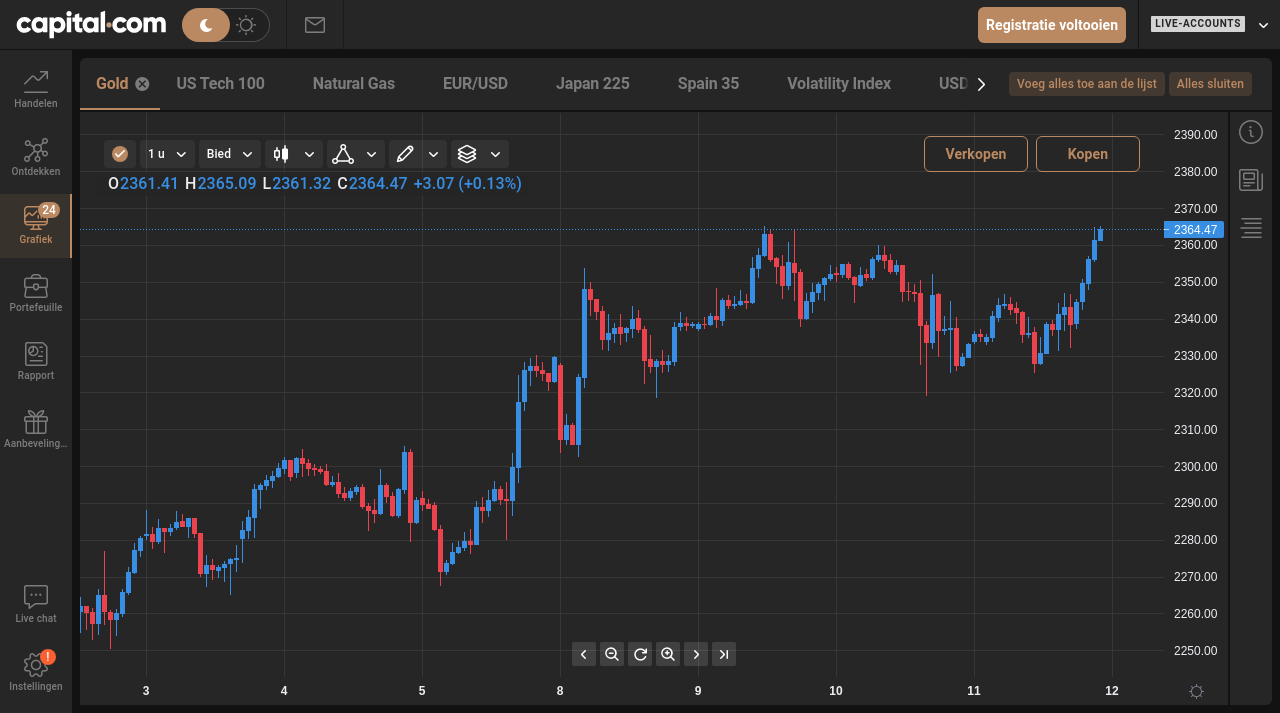 capital.com
Registratie voltooien
LIVE-ACCOUNTS
Handelen
Ontdekken
24
Grafiek
Portefeuille
Rapport
Aanbeveling...
Live chat
!
Instellingen
Gold
US Tech 100
Natural Gas
EUR/USD
Japan 225
Spain 35
Volatility Index
USD
Voeg alles toe aan de lijst
Alles sluiten
1 u
Bied
Verkopen
Kopen
O2361.41 H2365.09 L2361.32 C2364.47 +3.07 (+0.13%)
2390.00
2380.00
2370.00
2364.47
2360.00
2350.00
2340.00
2330.00
2320.00
2310.00
2300.00
2290.00
2280.00
2270.00
2260.00
2250.00
3 4 5 8 9 10 11 12